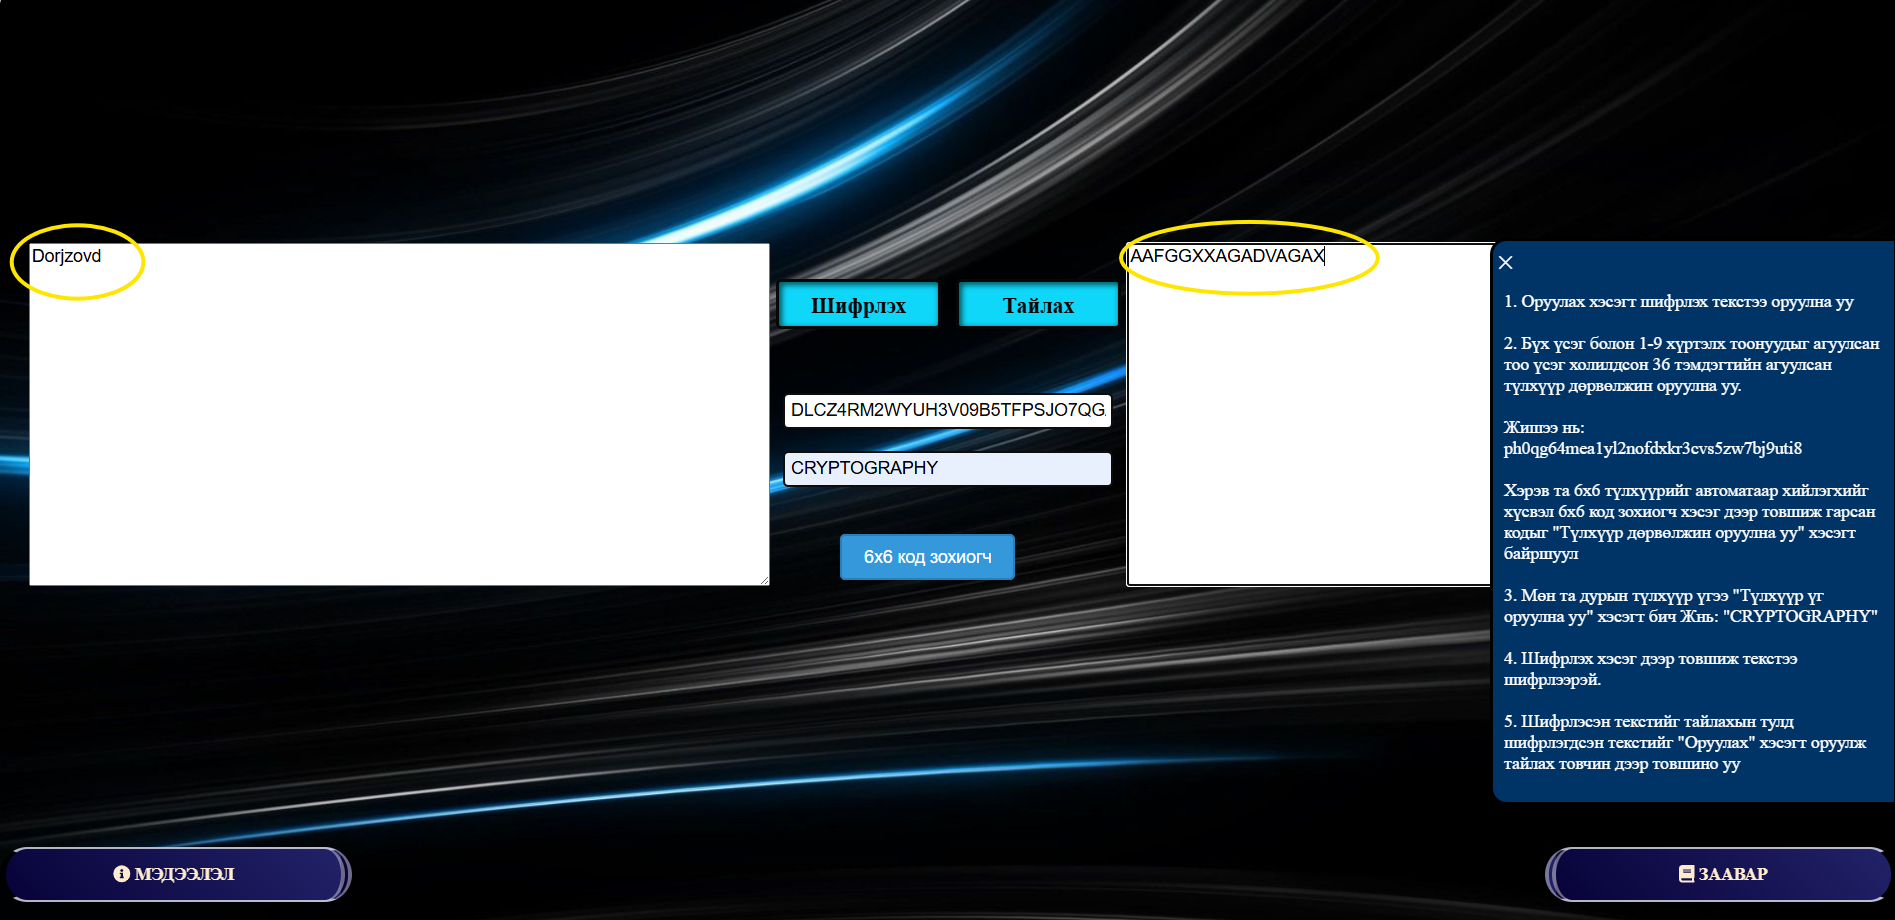 Dorjzovd
Шифрлэх
Тайлах
DLCZ4RM2WYUH3V09B5TFPSJO7QG
CRYPTOGRAPHY
6x6 код зохиогч
AAFGGXXAGADVAGAX
1. Оруулах хэсэгт шифрлэх текстээ оруулна уу
2. Бүх үсэг болон 1-9 хүртэлх тоонуудыг агуулсан
тоо үсэг холилдсон 36 тэмдэгтийн агуулсан
түлхүүр дөрвөлжин оруулна уу.
Жишээ нь:
ph0qg64mea1yl2nofdxkr3cvs5zw7bj9uti8
Хэрэв та 6x6 түлхүүрийг автоматаар хийлэгхийг
хүсвэл 6x6 код зохиогч хэсэг дээр товшиж гарсан
кодыг "Түлхүүр дөрвөлжин оруулна уу" хэсэгт
байршуул
3. Мөн та дурын түлхүүр үгээ "Түлхүүр үг
оруулна уу" хэсэгт бич Жнь: "CRYPTOGRAPHY"
4. Шифрлэх хэсэг дээр товшиж текстээ
шифрлээрэй.
5. Шифрлэсэн текстийг тайлахын тулд
шифрлэгдсэн текстийг "Оруулах" хэсэгт оруулж
тайлах товчин дээр товшино уу
МЭДЭЭЛЭЛ
ЗААВАР